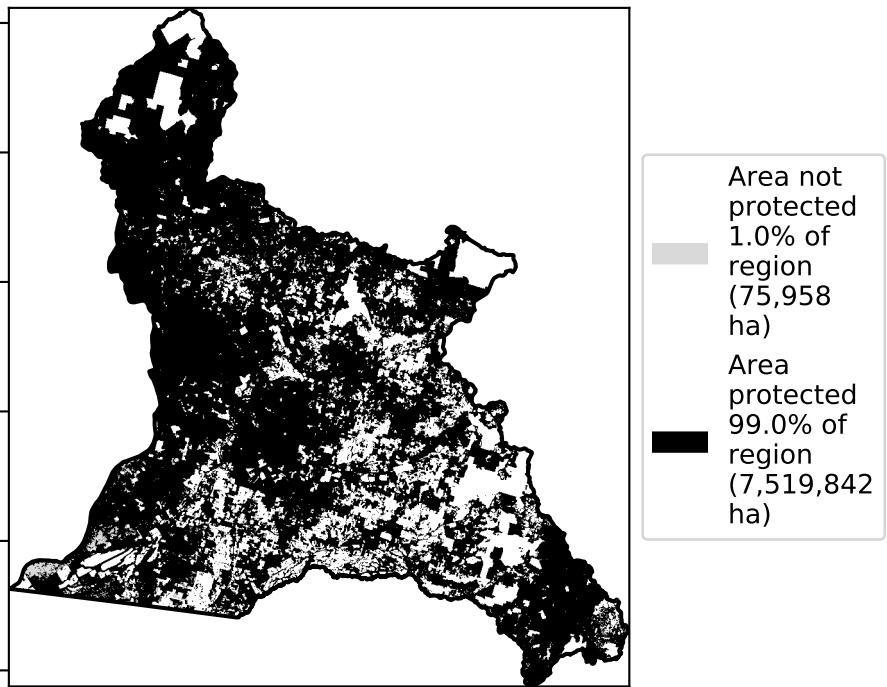 Area not
protected
1.0% of
region
(75,958
ha)
Area
protected
99.0% of
region
(7,519,842
ha)